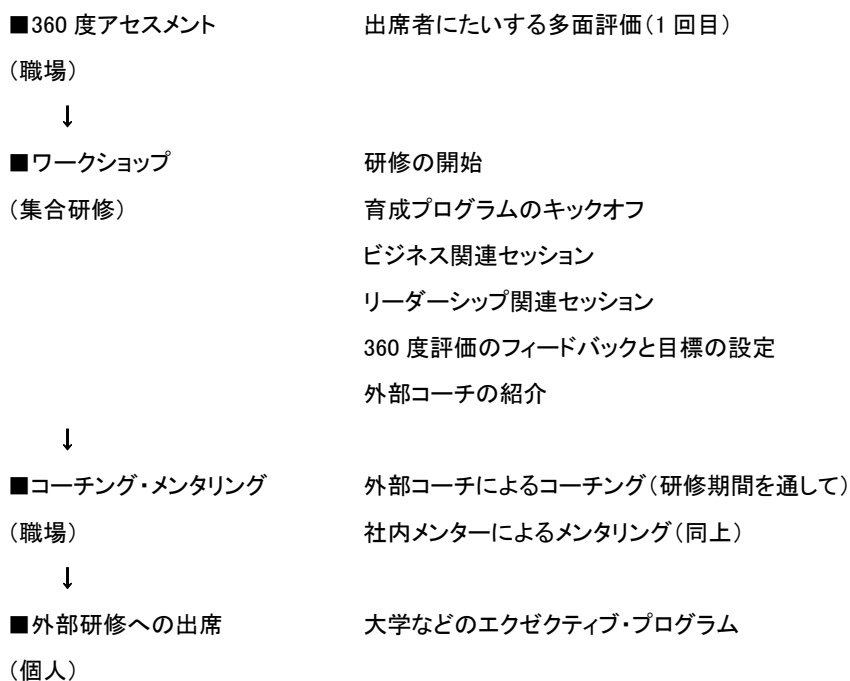 ■360 度アセスメント 出席者にたいする多面評価(1 回目)
(職場)
↓
■ワークショップ 研修の開始
(集合研修) 育成プログラムのキックオフ
ビジネス関連セッション
リーダーシップ関連セッション
360 度評価のフィードバックと目標の設定
外部コーチの紹介
↓
■コーチング・メンタリング 外部コーチによるコーチング(研修期間を通して)
(職場) 社内メンターによるメンタリング(同上)
↓
■外部研修への出席 大学などのエクゼクティブ・プログラム
(個人)